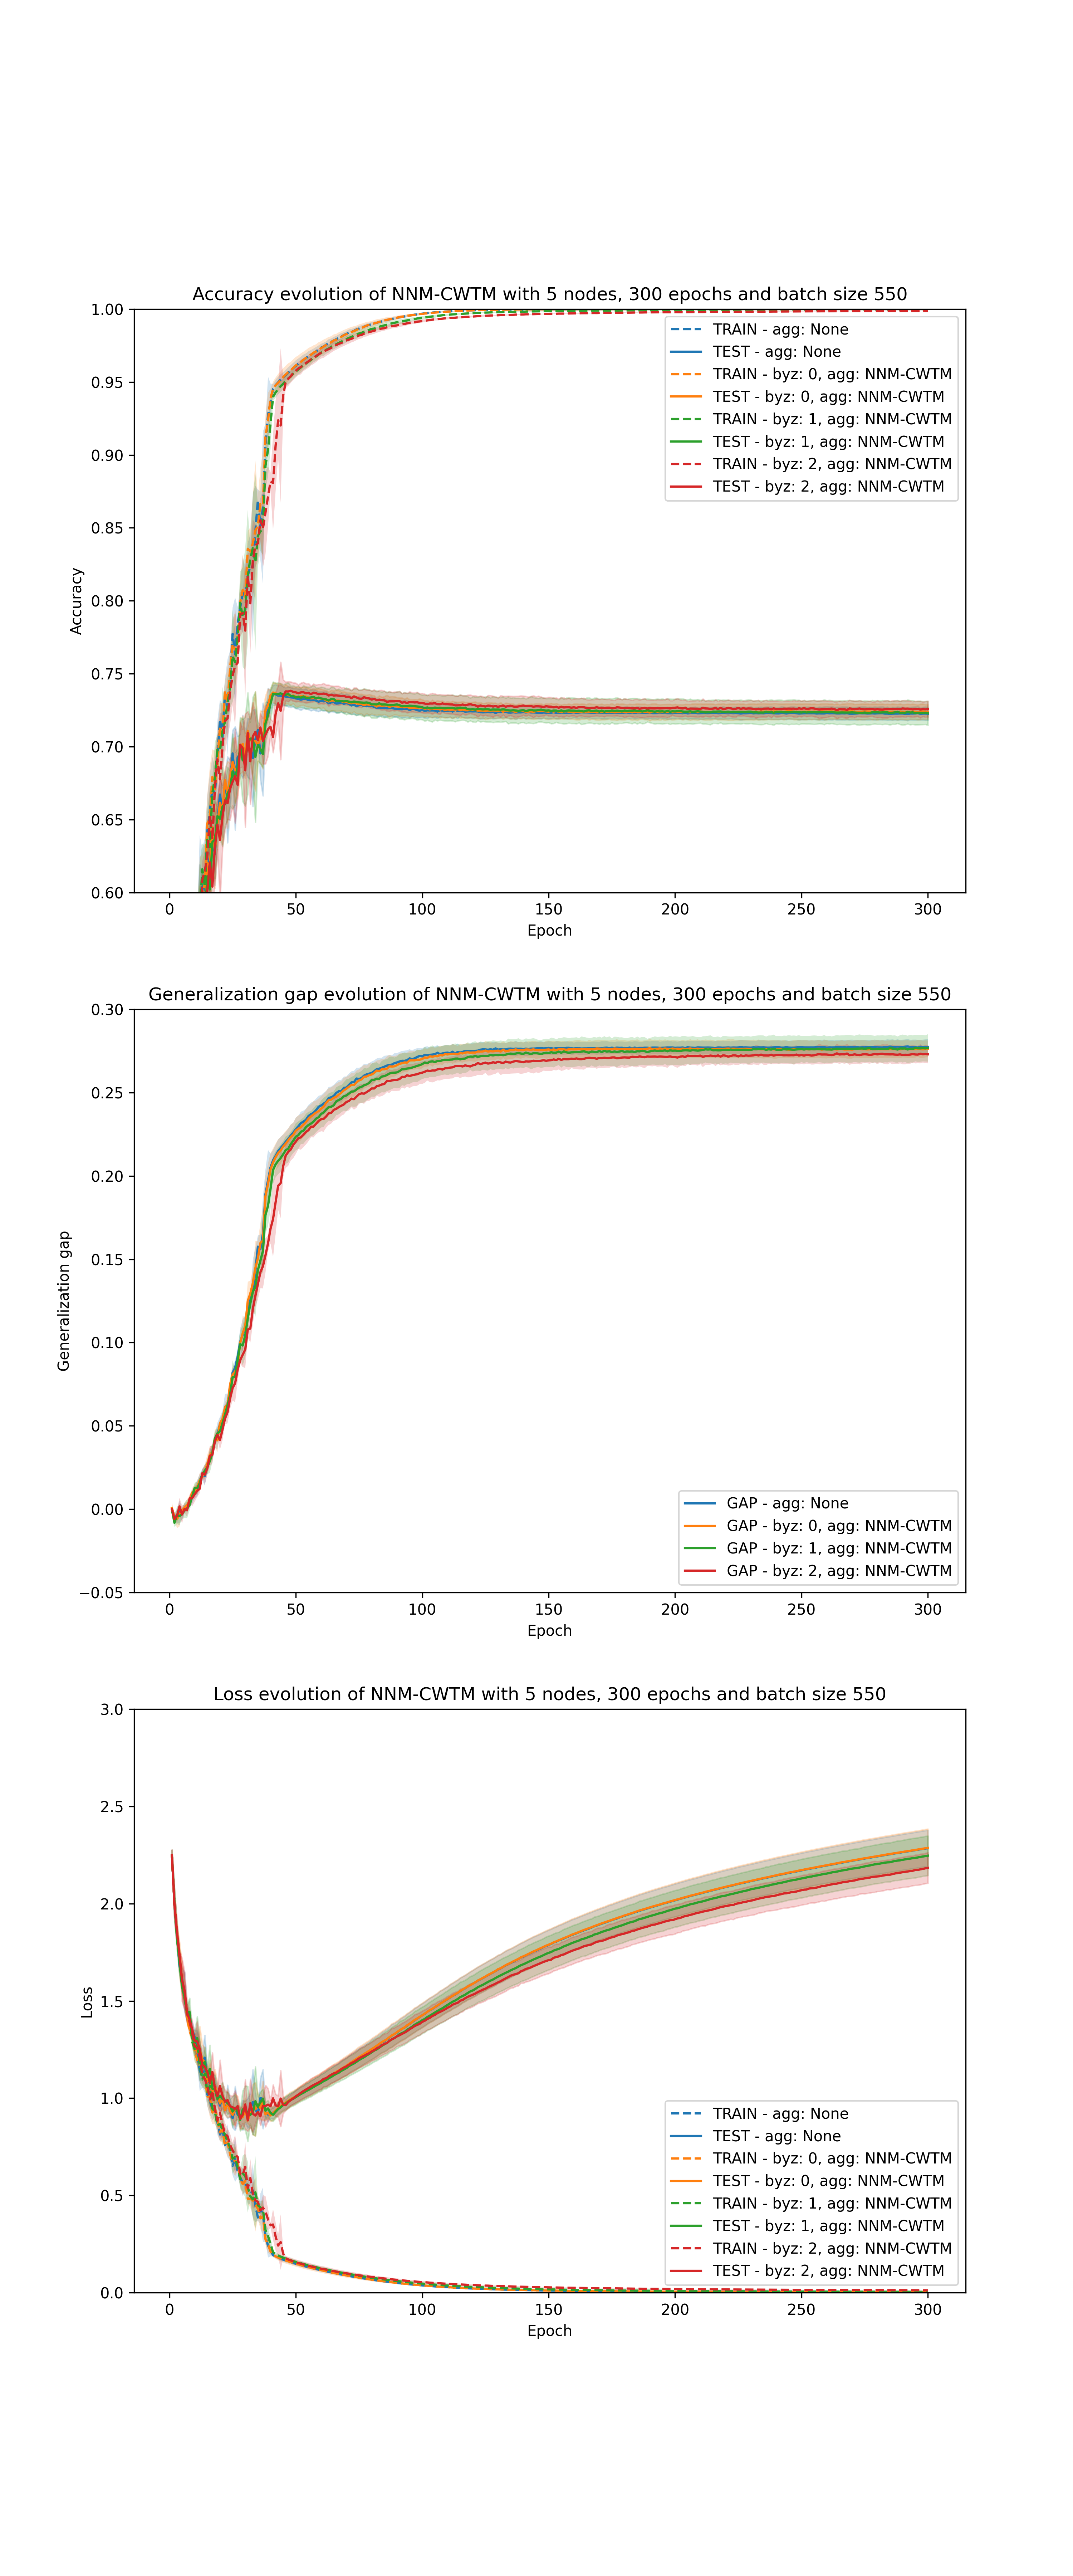 Accuracy evolution of NNM-CWTM with 5 nodes, 300 epochs and batch size 550
1.00
0.95
0.90
0.85
0.80
0.75
0.70
0.65
0.60
Accuracy
TRAIN - agg: None
TEST - agg: None
TRAIN - byz: 0, agg: NNM-CWTM
TEST - byz: 0, agg: NNM-CWTM
TRAIN - byz: 1, agg: NNM-CWTM
TEST - byz: 1, agg: NNM-CWTM
TRAIN - byz: 2, agg: NNM-CWTM
TEST - byz: 2, agg: NNM-CWTM
0 50 100 150 200 250 300
Epoch
Generalization gap evolution of NNM-CWTM with 5 nodes, 300 epochs and batch size 550
0.30
0.25
0.20
0.15
0.10
0.05
0.00
−0.05
Generalization gap
GAP - agg: None
GAP - byz: 0, agg: NNM-CWTM
GAP - byz: 1, agg: NNM-CWTM
GAP - byz: 2, agg: NNM-CWTM
0 50 100 150 200 250 300
Epoch
Loss evolution of NNM-CWTM with 5 nodes, 300 epochs and batch size 550
3.0
2.5
2.0
1.5
1.0
0.5
0.0
Loss
TRAIN - agg: None
TEST - agg: None
TRAIN - byz: 0, agg: NNM-CWTM
TEST - byz: 0, agg: NNM-CWTM
TRAIN - byz: 1, agg: NNM-CWTM
TEST - byz: 1, agg: NNM-CWTM
TRAIN - byz: 2, agg: NNM-CWTM
TEST - byz: 2, agg: NNM-CWTM
0 50 100 150 200 250 300
Epoch